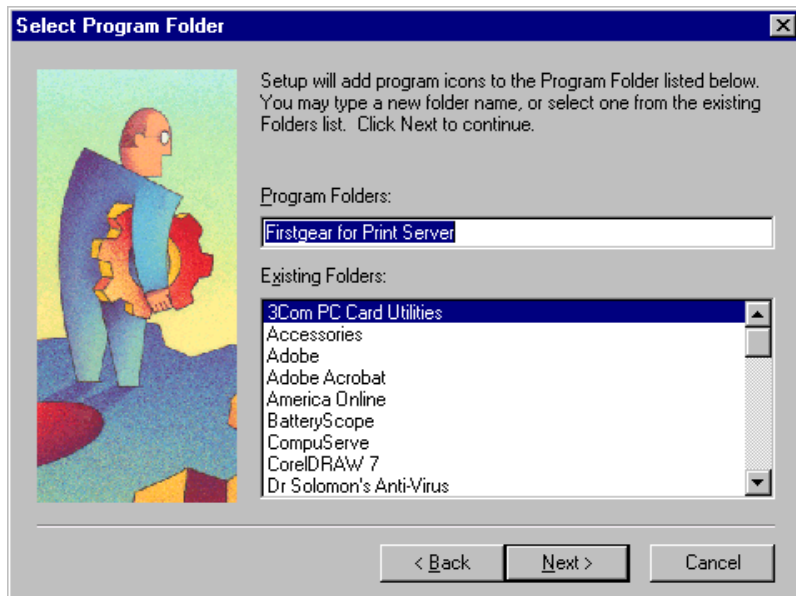 Select Program Folder
Setup will add program icons to the Program Folder listed below.
You may type a new folder name, or select one from the existing
Folders list.  Click Next to continue.
Program Folders:
Firstgear for Print Server
Existing Folders:
3Com PC Card Utilities
Accessories
Adobe
Adobe Acrobat
America Online
BatteryScope
CompuServe
CorelDRAW 7
Dr Solomon's Anti-Virus
< Back
Next >
Cancel